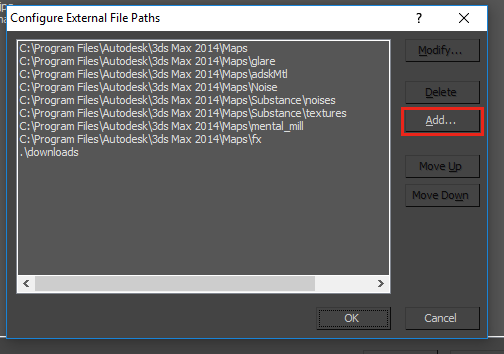 Configure External File Paths
C:\Program Files\Autodesk\3ds Max 2014\Maps
C:\Program Files\Autodesk\3ds Max 2014\Maps\glare
C:\Program Files\Autodesk\3ds Max 2014\Maps\adskMtl
C:\Program Files\Autodesk\3ds Max 2014\Maps\Noise
C:\Program Files\Autodesk\3ds Max 2014\Maps\Substance\noises
C:\Program Files\Autodesk\3ds Max 2014\Maps\Substance\textures
C:\Program Files\Autodesk\3ds Max 2014\Maps\mental_mill
C:\Program Files\Autodesk\3ds Max 2014\Maps\fx
.\downloads
Modify...
Delete
Add...
Move Up
Move Down
OK
Cancel